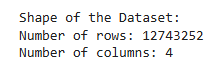 Shape of the Dataset:
Number of rows: 12743252
Number of columns: 4